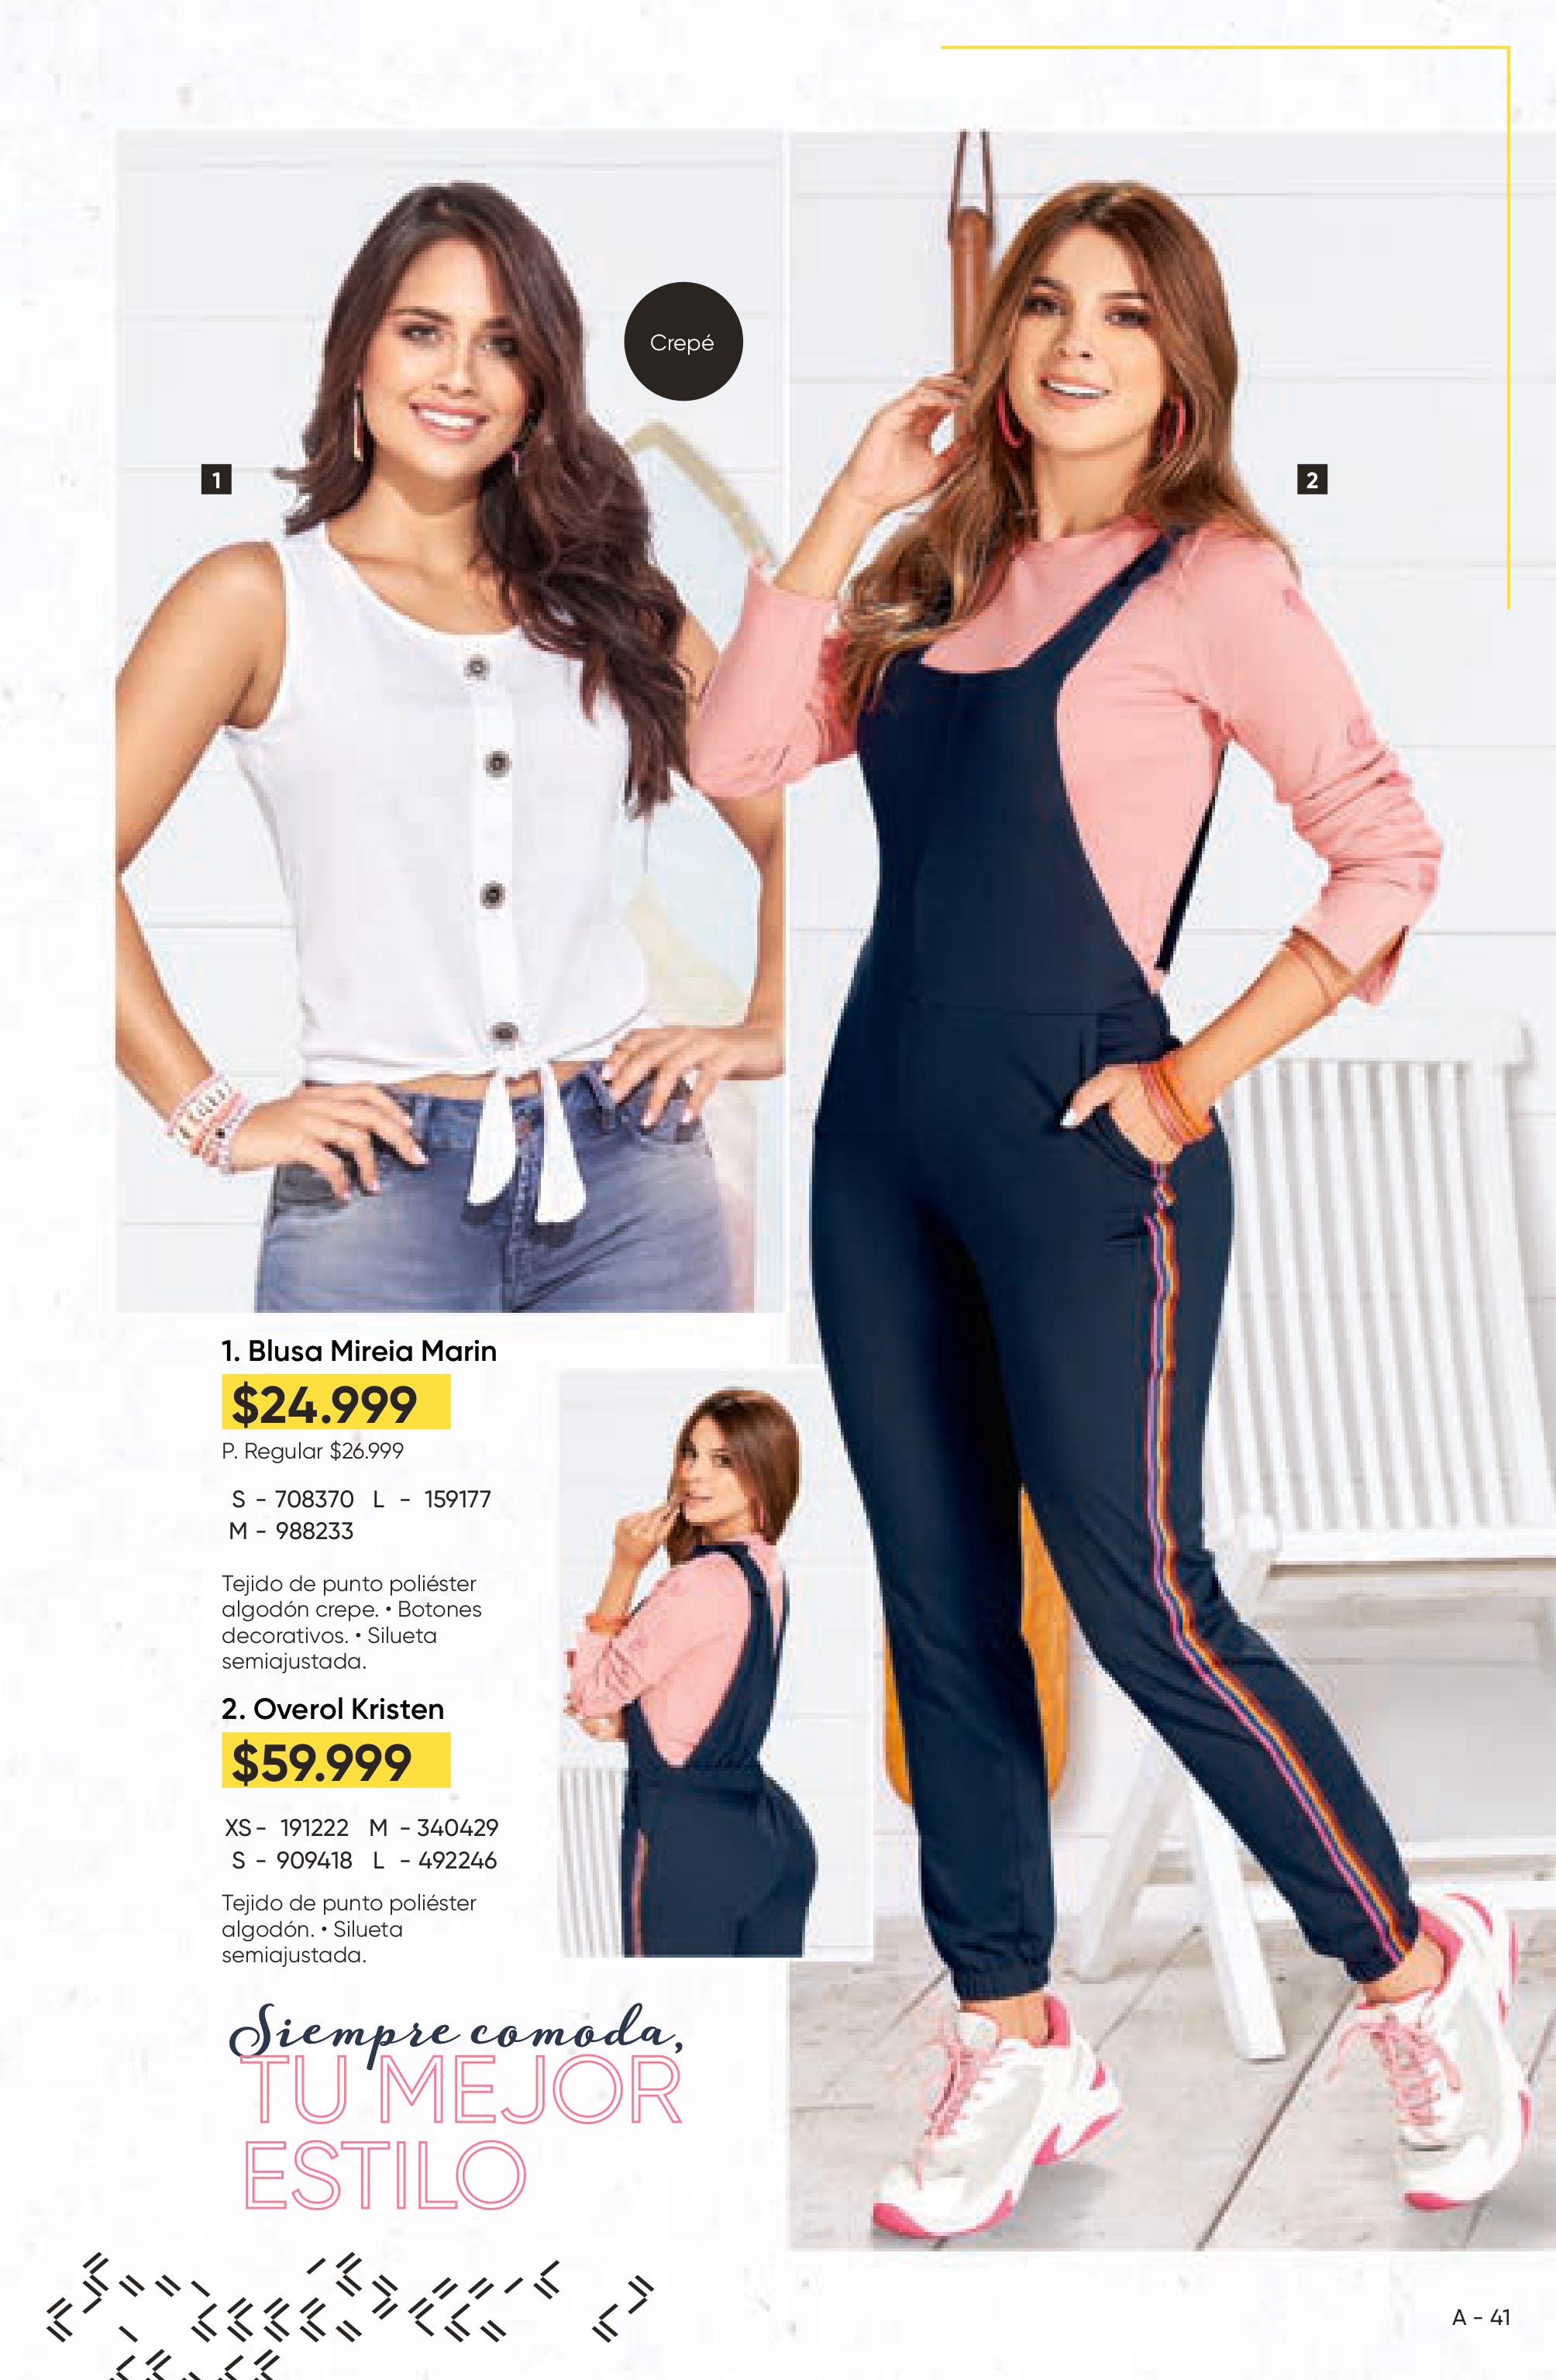 Crepé
1
2
1. Blusa Mireia Marin
$24.999
P. Regular $26.999
S - 708370 L - 159177
M - 988233
Tejido de punto poliéster
algodón crepe. • Botones
decorativos. • Silueta
semiajustada.
2. Overol Kristen
$59.999
XS - 191222 M - 340429
S - 909418 L - 492246
Tejido de punto poliéster
algodón. • Silueta
semiajustada.
Siempre comoda,
TU MEJOR
ESTILO
A - 41